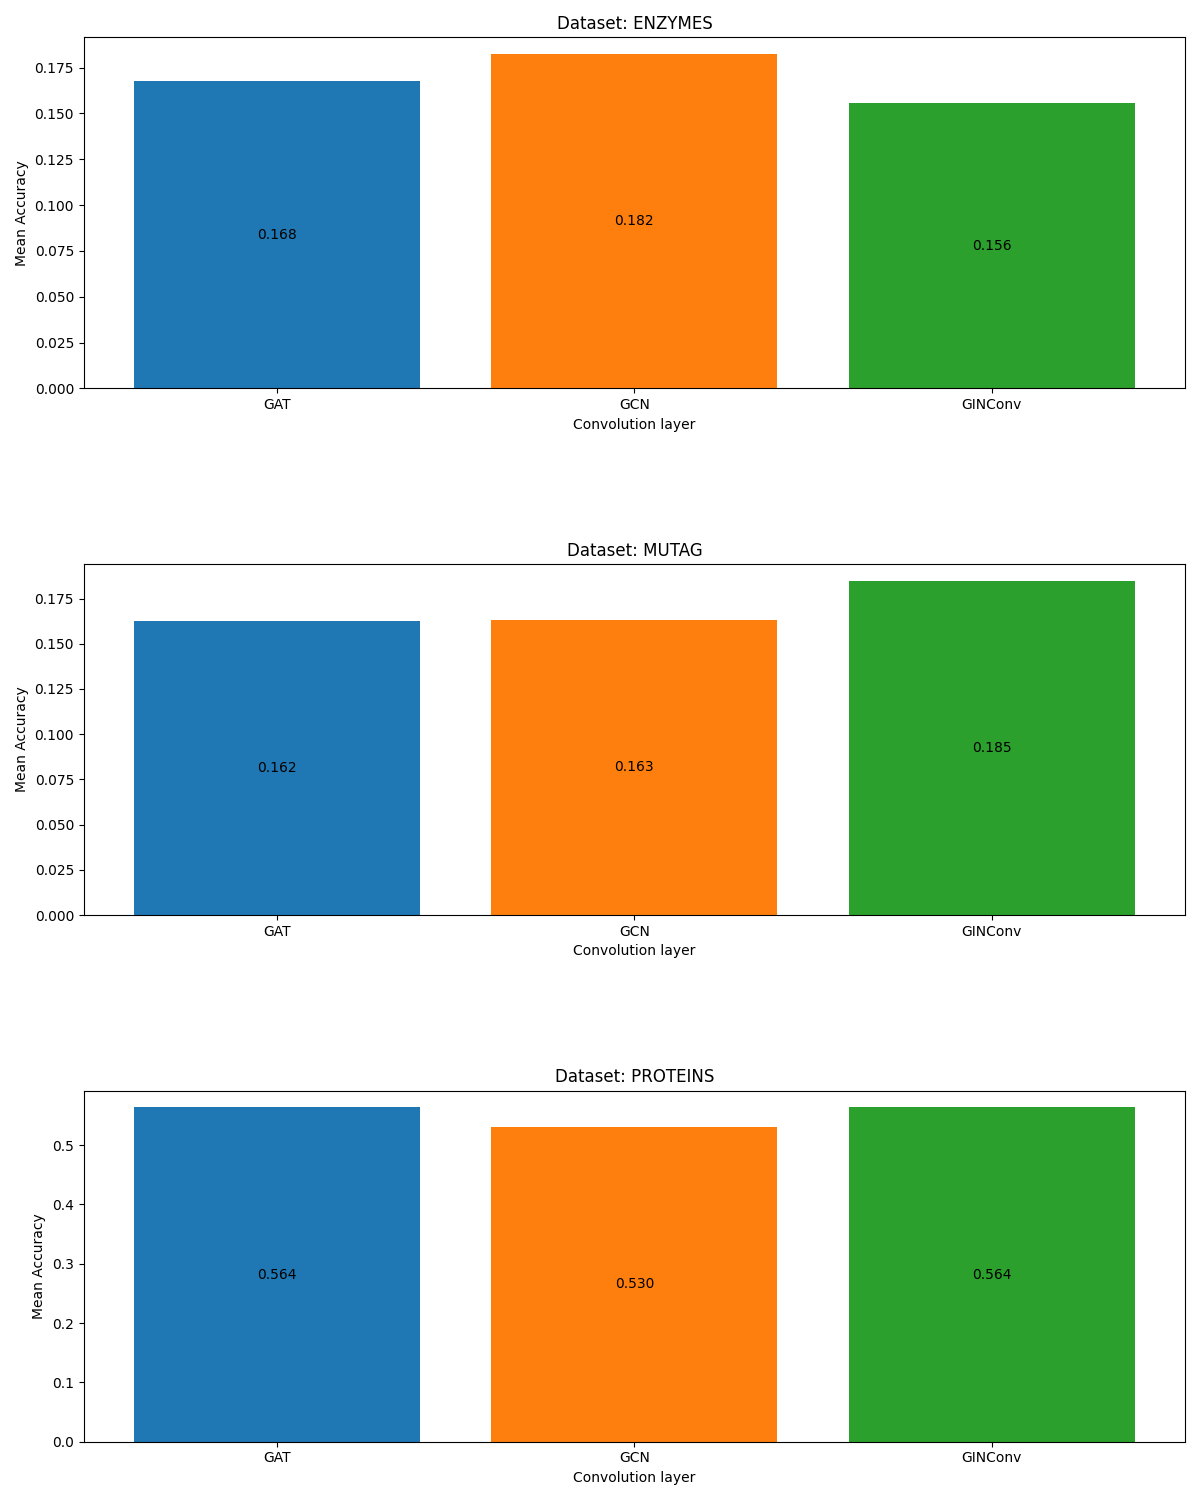 Dataset: ENZYMES
Mean Accuracy
0.175
0.150
0.125
0.100
0.075
0.050
0.025
0.000
0.168
0.182
0.156
GAT
GCN
GINConv
Convolution layer
Dataset: MUTAG
Mean Accuracy
0.175
0.150
0.125
0.100
0.075
0.050
0.025
0.000
0.162
0.163
0.185
GAT
GCN
GINConv
Convolution layer
Dataset: PROTEINS
Mean Accuracy
0.5
0.4
0.3
0.2
0.1
0.0
0.564
0.530
0.564
GAT
GCN
GINConv
Convolution layer